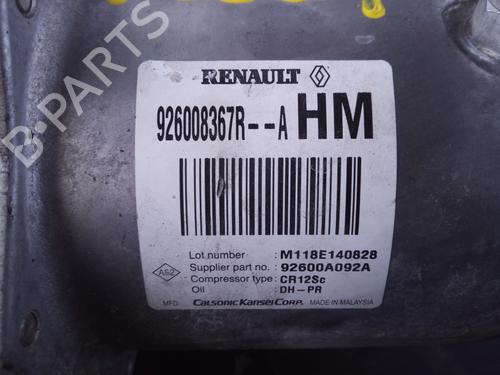 RENAULT
926008367R--A HM
Lot number : M118E140828
Supplier part no. : 92600A092A
Compressor type : CR12Sc
Oil : DH-PR
A52
MFD. CALSONIC KANSEI CORP. MADE IN MALAYSIA
B-PARTS